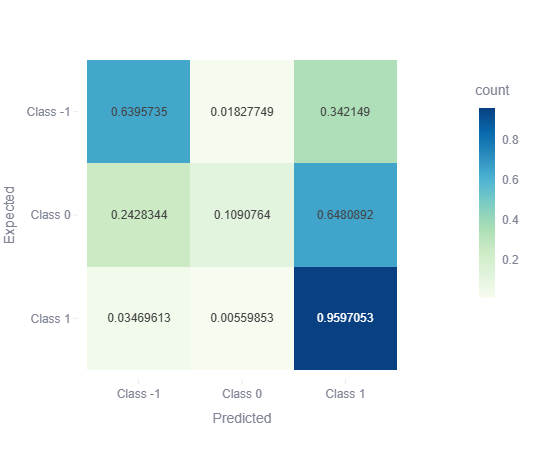 count
Class -1 0.6395735 0.01827749 0.342149
0.8
0.6
Class 0 0.2428344 0.1090764 0.6480892
0.4
0.2
Class 1 0.03469613 0.00559853 0.9597053
Expected
Class -1 Class 0 Class 1
Predicted